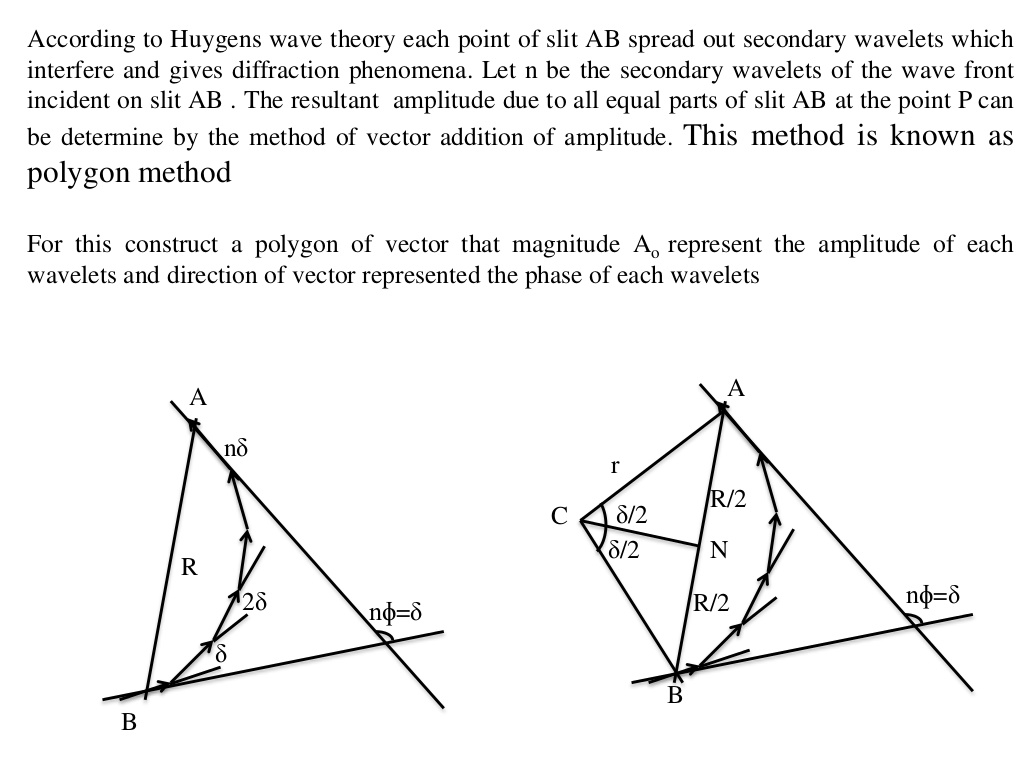 According to Huygens wave theory each point of slit AB spread out secondary wavelets which
interfere and gives diffraction phenomena. Let n be the secondary wavelets of the wave front
incident on slit AB . The resultant amplitude due to all equal parts of slit AB at the point P can
be determine by the method of vector addition of amplitude. This method is known as
polygon method
For this construct a polygon of vector that magnitude Aₒ represent the amplitude of each
wavelets and direction of vector represented the phase of each wavelets
A
nδ
R
2δ
nϕ=δ
δ
B
A
r
R/2
C
δ/2
δ/2
N
R/2
nϕ=δ
B